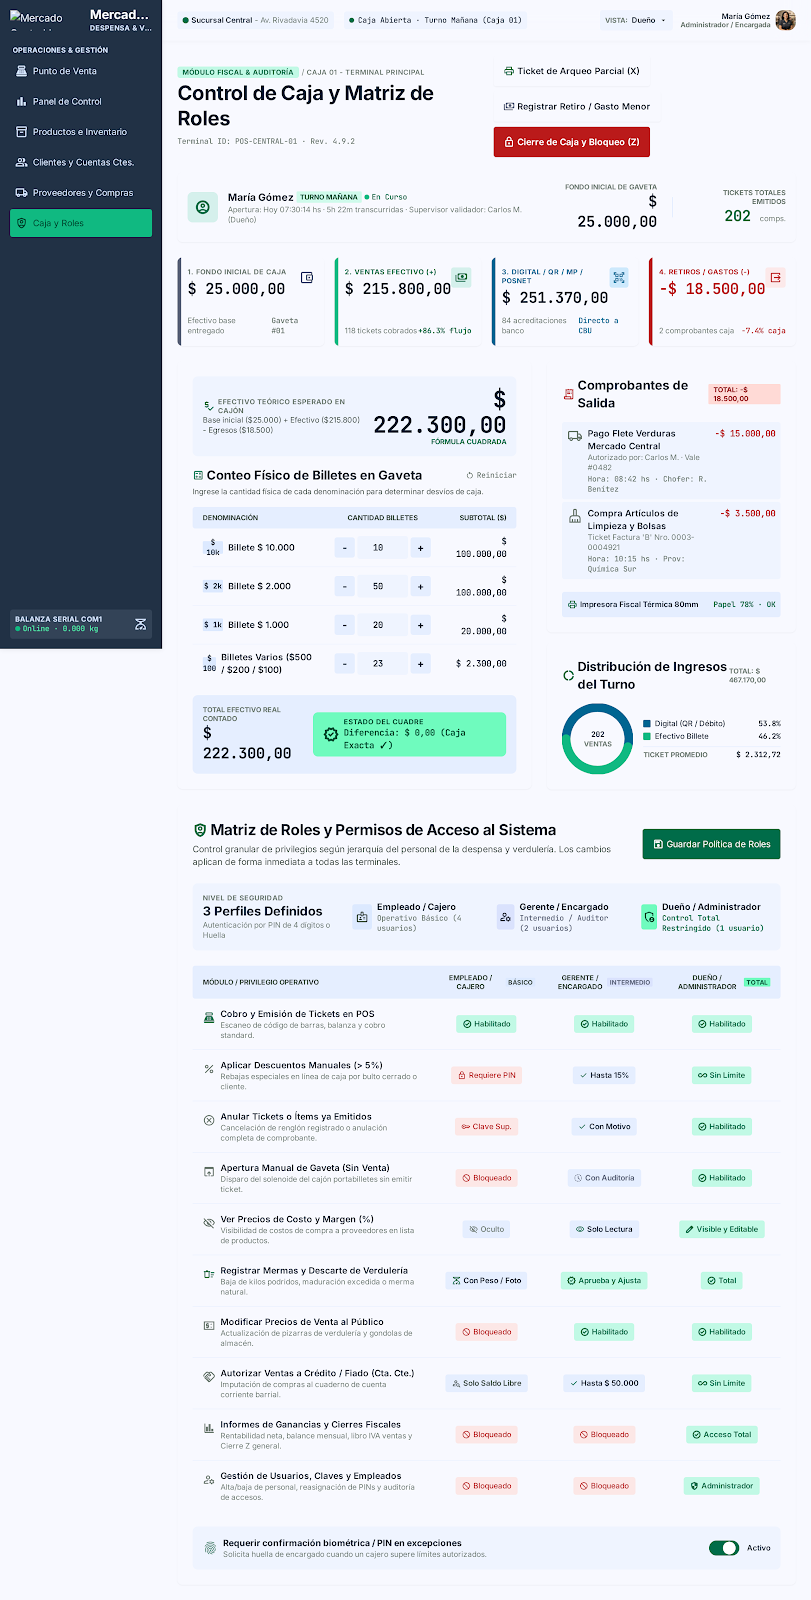 Mercado
Mercad...
DESPENSA & V...
OPERACIONES & GESTIÓN
Punto de Venta
Panel de Control
Productos e Inventario
Clientes y Cuentas Ctes.
Proveedores y Compras
Caja y Roles
BALANZA SERIAL COM1
Online · 0.000 kg
Sucursal Central – Av. Rivadavia 4520
Caja Abierta · Turno Mañana (Caja 01)
VISTA: Dueño
María Gómez
Administrador / Encargada
MÓDULO FISCAL & AUDITORÍA / CAJA 01 - TERMINAL PRINCIPAL
Control de Caja y Matriz de
Roles
Terminal ID: POS-CENTRAL-01 · Rev. 4.9.2
Ticket de Arqueo Parcial (X)
Registrar Retiro / Gasto Menor
Cierre de Caja y Bloqueo (Z)
María Gómez TURNO MAÑANA En Curso
Apertura: Hoy 07:30:14 hs · 5h 22m transcurridas · Supervisor validador: Carlos M.
(Dueño)
FONDO INICIAL DE GAVETA
$
25.000,00
TICKETS TOTALES
EMITIDOS
202 comps.
1. FONDO INICIAL DE CAJA
$ 25.000,00
Efectivo base
entregado
Gaveta
#01
2. VENTAS EFECTIVO (+)
$ 215.800,00
118 tickets cobrados +86.3% flujo
3. DIGITAL / QR / MP /
POSNET
$ 251.370,00
84 acreditaciones
banco
Directo a
CBU
4. RETIROS / GASTOS (-)
-$ 18.500,00
2 comprobantes caja -7.4% caja
EFECTIVO TEÓRICO ESPERADO EN
CAJÓN
Base inicial ($25.000) + Efectivo ($215.800)
- Egresos ($18.500)
$
222.300,00
FÓRMULA CUADRADA
Conteo Físico de Billetes en Gaveta
Reiniciar
Ingrese la cantidad física de cada denominación para determinar desvíos de caja.
DENOMINACIÓN CANTIDAD BILLETES SUBTOTAL ($)
$
10k
Billete $ 10.000 - 10 +
$
100.000,00
$ 2k Billete $ 2.000 - 50 +
$
100.000,00
$ 1k Billete $ 1.000 - 20 +
$
20.000,00
$
100
Billetes Varios ($500
/ $200 / $100)
- 23 + $ 2.300,00
TOTAL EFECTIVO REAL
CONTADO
$
222.300,00
ESTADO DEL CUADRE
Diferencia: $ 0,00 (Caja
Exacta ✓)
Comprobantes de
Salida
TOTAL: -$
18.500,00
Pago Flete Verduras
Mercado Central
-$ 15.000,00
Autorizado por: Carlos M. · Vale
#0482
Hora: 08:42 hs · Chofer: R.
Benítez
Compra Artículos de
Limpieza y Bolsas
-$ 3.500,00
Ticket Factura 'B' Nro. 0003-
0004921
Hora: 10:15 hs · Prov:
Química Sur
Impresora Fiscal Térmica 80mm Papel 78% · OK
Distribución de Ingresos
del Turno
TOTAL: $
467.170,00
202
VENTAS
Digital (QR / Débito) 53.8%
Efectivo Billete 46.2%
TICKET PROMEDIO $ 2.312,72
Matriz de Roles y Permisos de Acceso al Sistema
Control granular de privilegios según jerarquía del personal de la despensa y verdulería. Los cambios
aplican de forma inmediata a todas las terminales.
Guardar Política de Roles
NIVEL DE SEGURIDAD
3 Perfiles Definidos
Autenticación por PIN de 4 dígitos o
Huella
Empleado / Cajero
Operativo Básico (4
usuarios)
Gerente / Encargado
Intermedio / Auditor
(2 usuarios)
Dueño / Administrador
Control Total
Restringido (1 usuario)
MÓDULO / PRIVILEGIO OPERATIVO
EMPLEADO /
CAJERO
BÁSICO
GERENTE /
ENCARGADO
INTERMEDIO
DUEÑO /
ADMINISTRADOR
TOTAL
Cobro y Emisión de Tickets en POS
Escaneo de código de barras, balanza y cobro
standard.
Habilitado Habilitado Habilitado
Aplicar Descuentos Manuales (> 5%)
Rebajas especiales en línea de caja por bulto cerrado o
cliente.
Requiere PIN Hasta 15% Sin Límite
Anular Tickets o Ítems ya Emitidos
Cancelación de renglón registrado o anulación
completa de comprobante.
Clave Sup. Con Motivo Habilitado
Apertura Manual de Gaveta (Sin Venta)
Disparo del solenoide del cajón portabilletes sin emitir
ticket.
Bloqueado Con Auditoría Habilitado
Ver Precios de Costo y Margen (%)
Visibilidad de costos de compra a proveedores en lista
de productos.
Oculto Solo Lectura Visible y Editable
Registrar Mermas y Descarte de Verdulería
Baja de kilos podridos, maduración excedida o merma
natural.
Con Peso / Foto Aprueba y Ajusta Total
Modificar Precios de Venta al Público
Actualización de pizarras de verdulería y gondolas de
almacén.
Bloqueado Habilitado Habilitado
Autorizar Ventas a Crédito / Fiado (Cta. Cte.)
Imputación de compras al cuaderno de cuenta
corriente barrial.
Solo Saldo Libre Hasta $ 50.000 Sin Límite
Informes de Ganancias y Cierres Fiscales
Rentabilidad neta, balance mensual, libro IVA ventas y
Cierre Z general.
Bloqueado Bloqueado Acceso Total
Gestión de Usuarios, Claves y Empleados
Alta/baja de personal, reasignación de PINs y auditoría
de accesos.
Bloqueado Bloqueado Administrador
Requerir confirmación biométrica / PIN en excepciones
Solicita huella de encargado cuando un cajero supere límites autorizados.
Activo